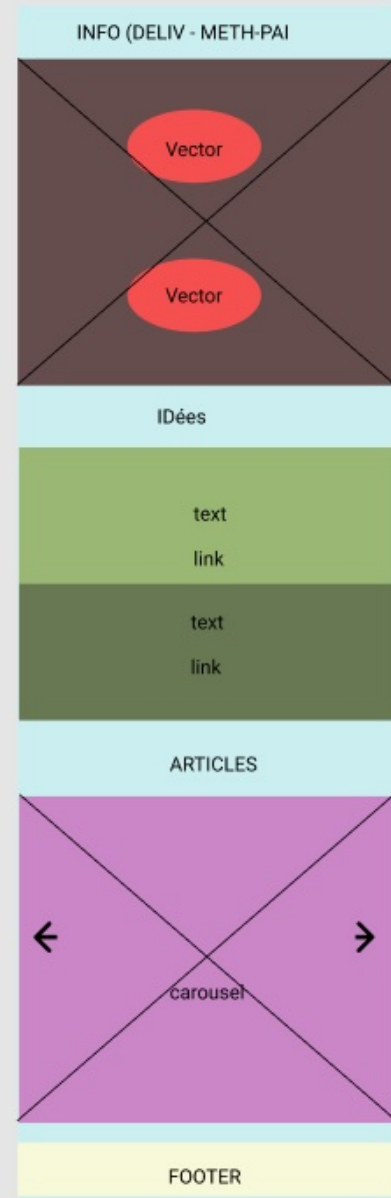 INFO (DELIV - METH-PAI
Vector
Vector
IDées
text
link
text
link
ARTICLES
carousel
FOOTER